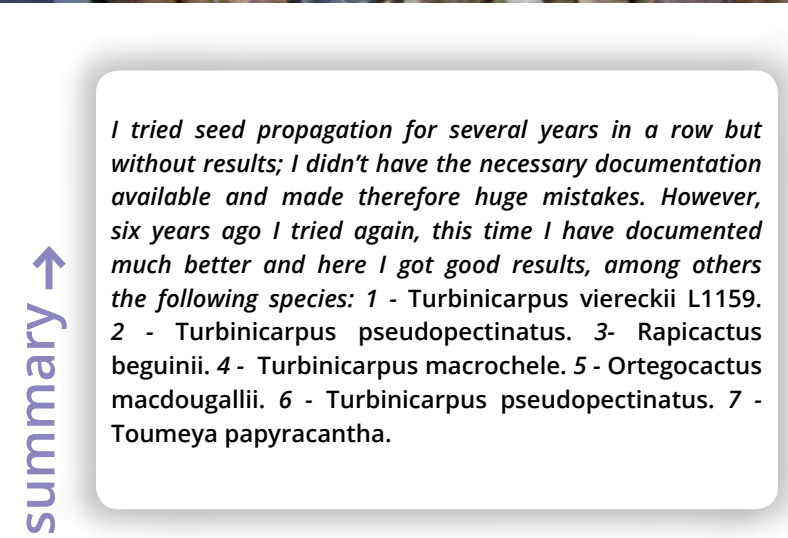 I tried seed propagation for several years in a row but
without results; I didn’t have the necessary documentation
available and made therefore huge mistakes. However,
six years ago I tried again, this time I have documented
much better and here I got good results, among others
the following species: 1 - Turbinicarpus viereckii L1159.
2 - Turbinicarpus pseudopectinatus. 3- Rapicactus
beguinii. 4 - Turbinicarpus macrochele. 5 - Ortegocactus
macdougallii. 6 - Turbinicarpus pseudopectinatus. 7 -
Toumeya papyracantha.
summary →